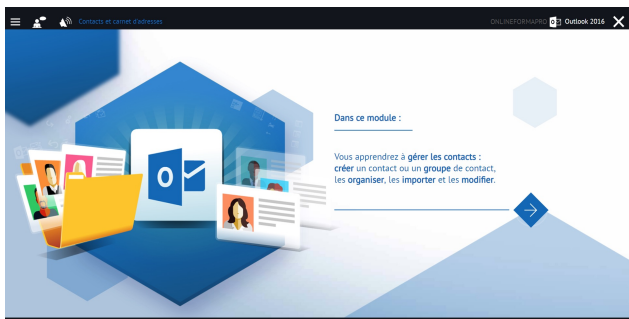 Contacts et carnet d'adresses
ONLINEFORMAPRO Outlook 2016
Dans ce module :
Vous apprendrez à gérer les contacts :
créer un contact ou un groupe de contact,
les organiser, les importer et les modifier.